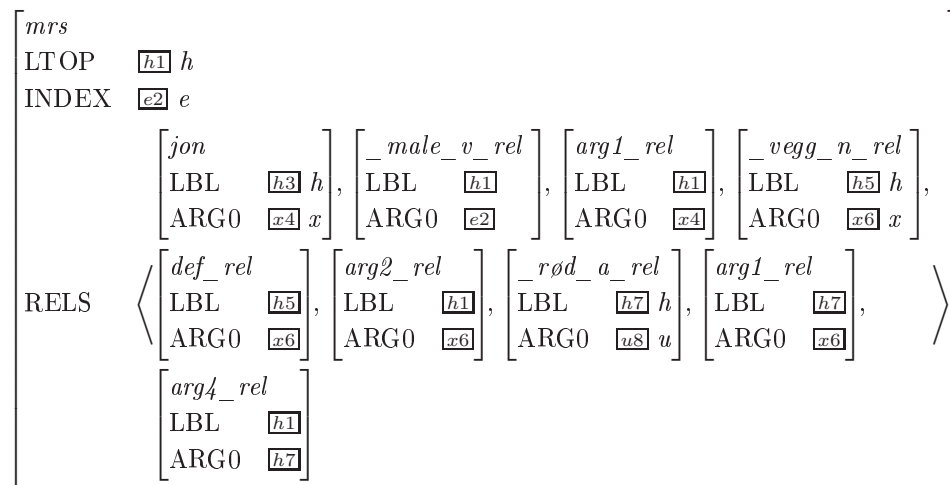 mrs
LTOP h1 h
INDEX e2 e
jon _male_v_rel arg1_rel _vegg_n_rel
LBL h3 h, LBL h1, LBL h1, LBL h5 h,
ARG0 x4 x ARG0 e2 ARG0 x4 ARG0 x6 x
def_rel arg2_rel _rød_a_rel arg1_rel
RELS ⟨ LBL h5, LBL h1, LBL h7 h, LBL h7, ⟩
ARG0 x6 ARG0 x6 ARG0 u8 u ARG0 x6
arg4_rel
LBL h1
ARG0 h7